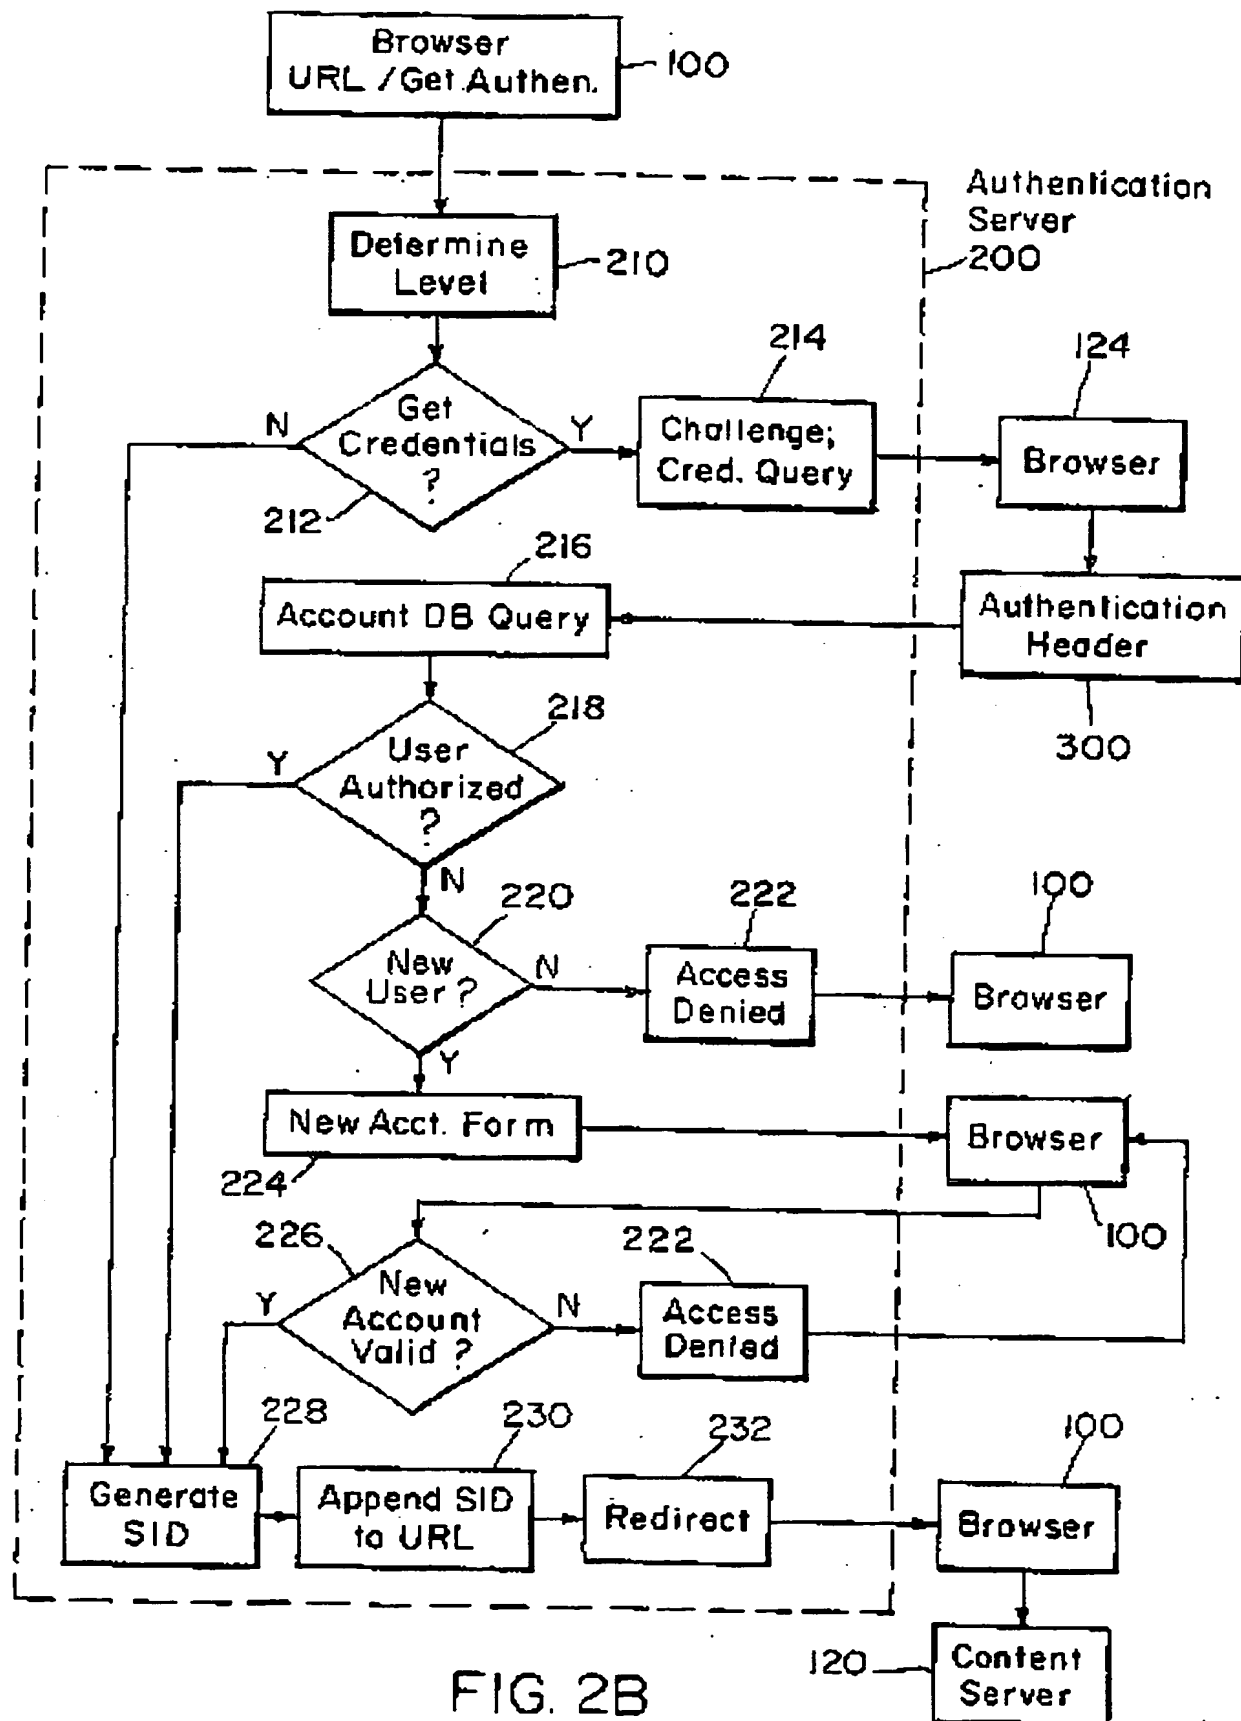 Browser
URL /Get Authen.
100
Authentication
Server
200
Determine
Level
210
214
124
N
Get
Credentials
?
Y
Challenge;
Cred. Query
Browser
212
216
Account DB Query
Authentication
Header
300
218
Y
User
Authorized
?
N
220
222
100
New
User?
N
Access
Denied
Browser
Y
New Acct. Form
Browser
224
100
226
222
Y
New
Account
Valid?
N
Access
Denied
228
230
232
100
Generate
SID
Append SID
to URL
Redirect
Browser
120
Content
Server
FIG. 2B